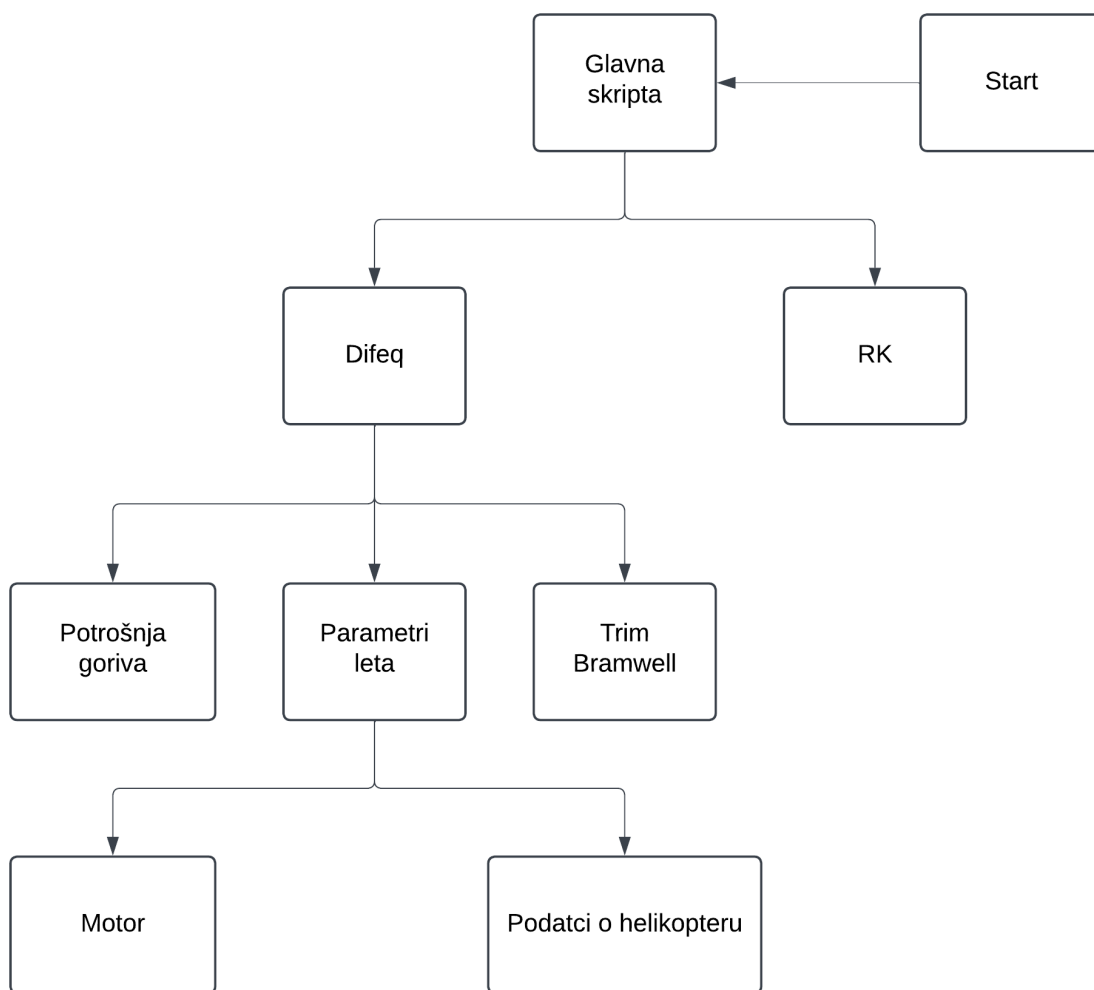 Glavna
skripta
Start
Difeq
RK
Potrošnja
goriva
Parametri
leta
Trim
Bramwell
Motor
Podatci o helikopteru